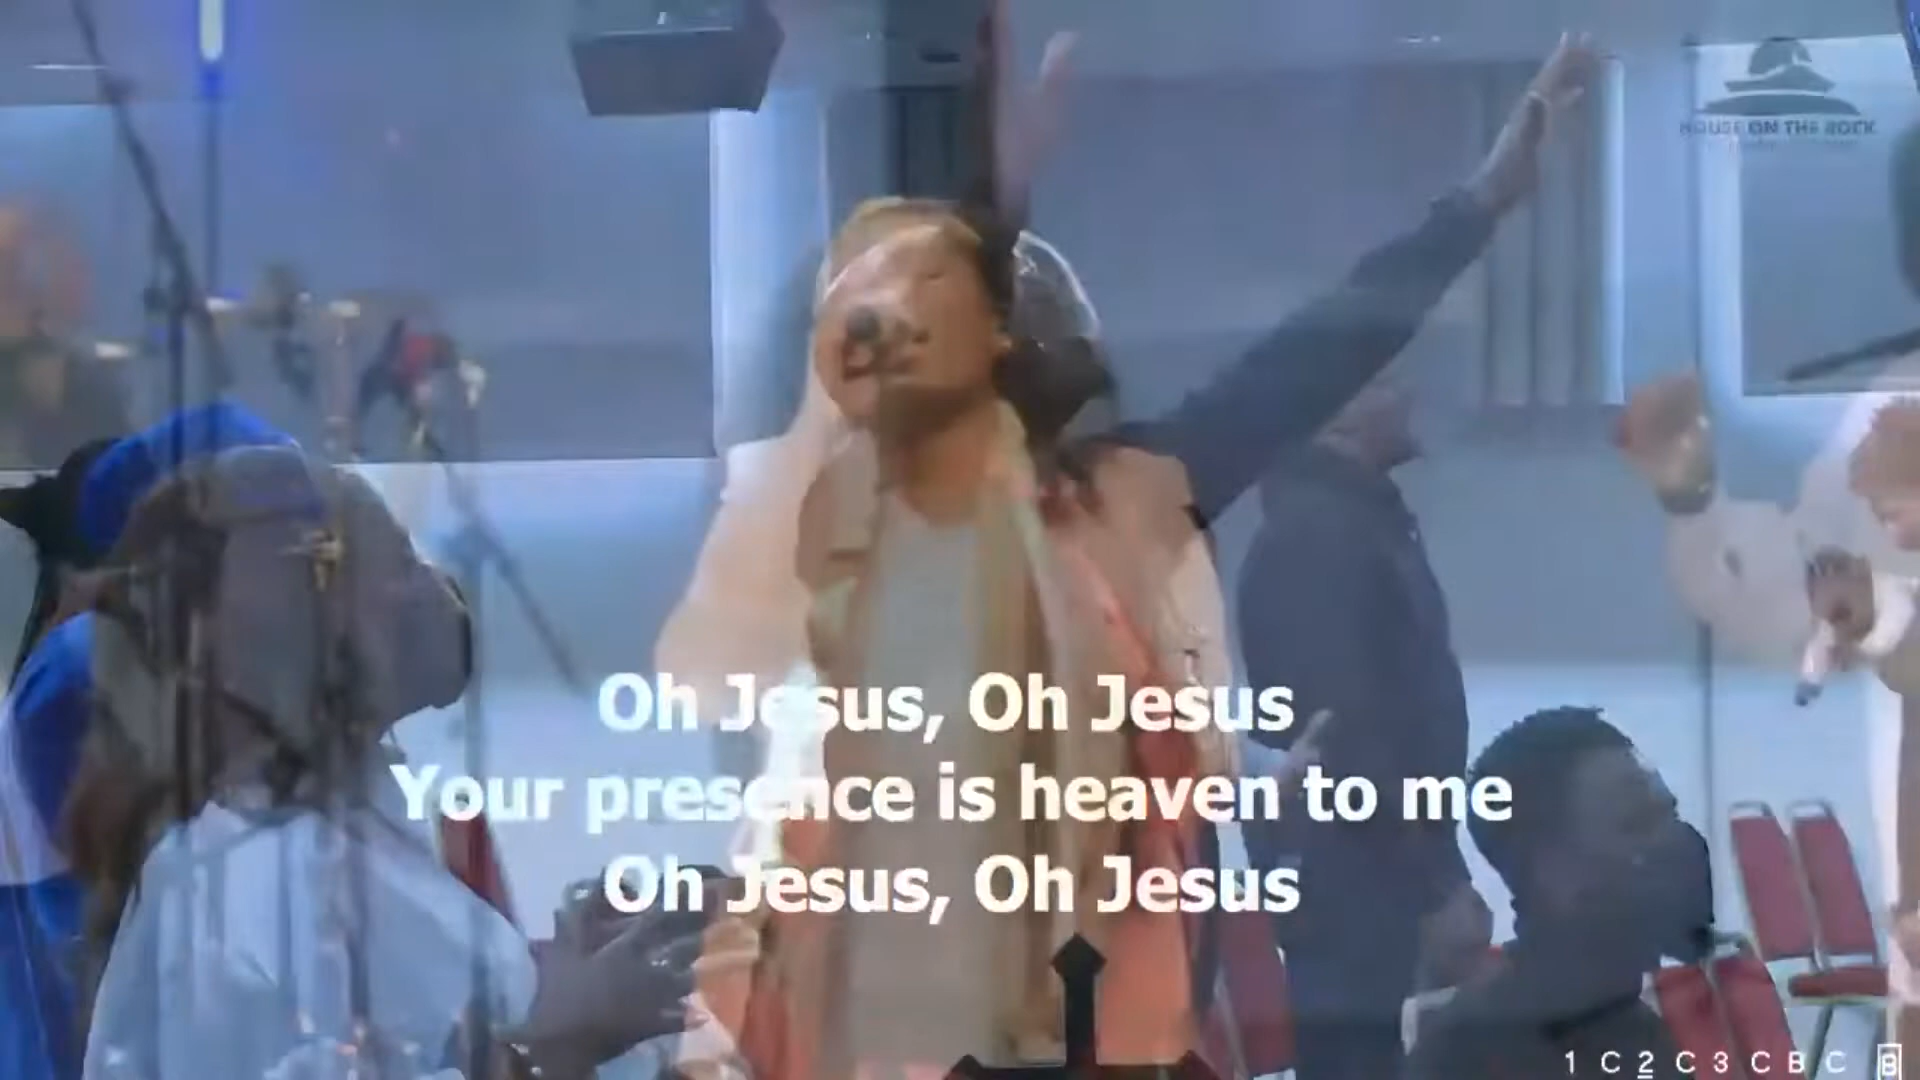 HOUSE ON THE ROCK
Oh Jesus, Oh Jesus
Your presence is heaven to me
Oh Jesus, Oh Jesus
1 C 2 C 3 C B C B